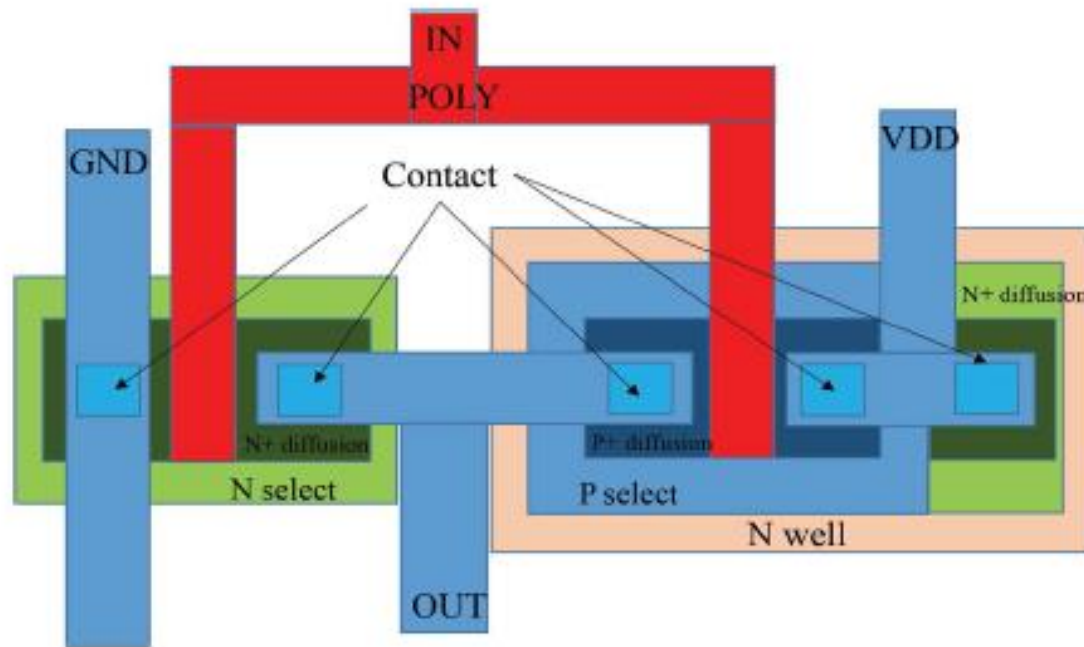 IN
POLY
GND
VDD
Contact
N+ diffusion
N+ diffusion
P+ diffusion
N select
P select
N well
OUT